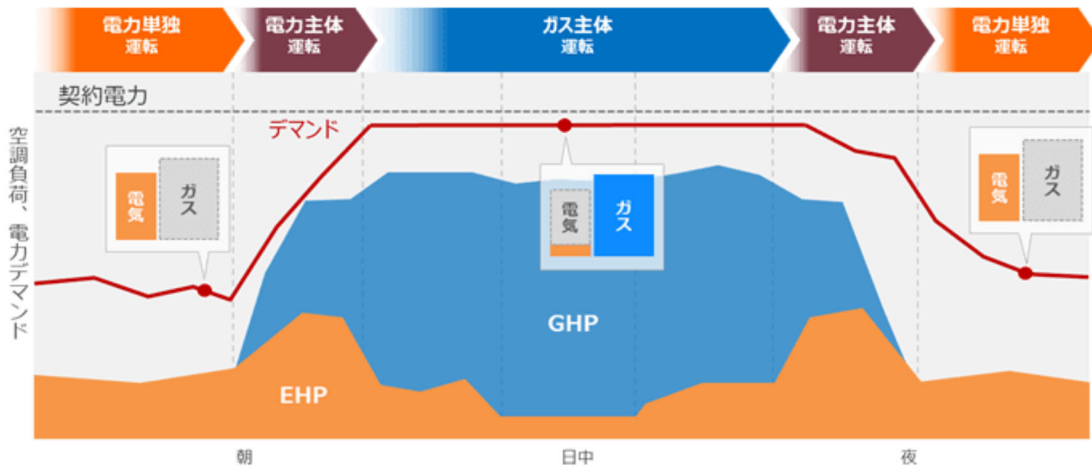 電力単独
運転
電力主体
運転
ガス主体
運転
電力主体
運転
電力単独
運転
契約電力
デマンド
空調負荷、電力デマンド
電気
ガス
電気
ガス
電気
ガス
GHP
EHP
朝
日中
夜